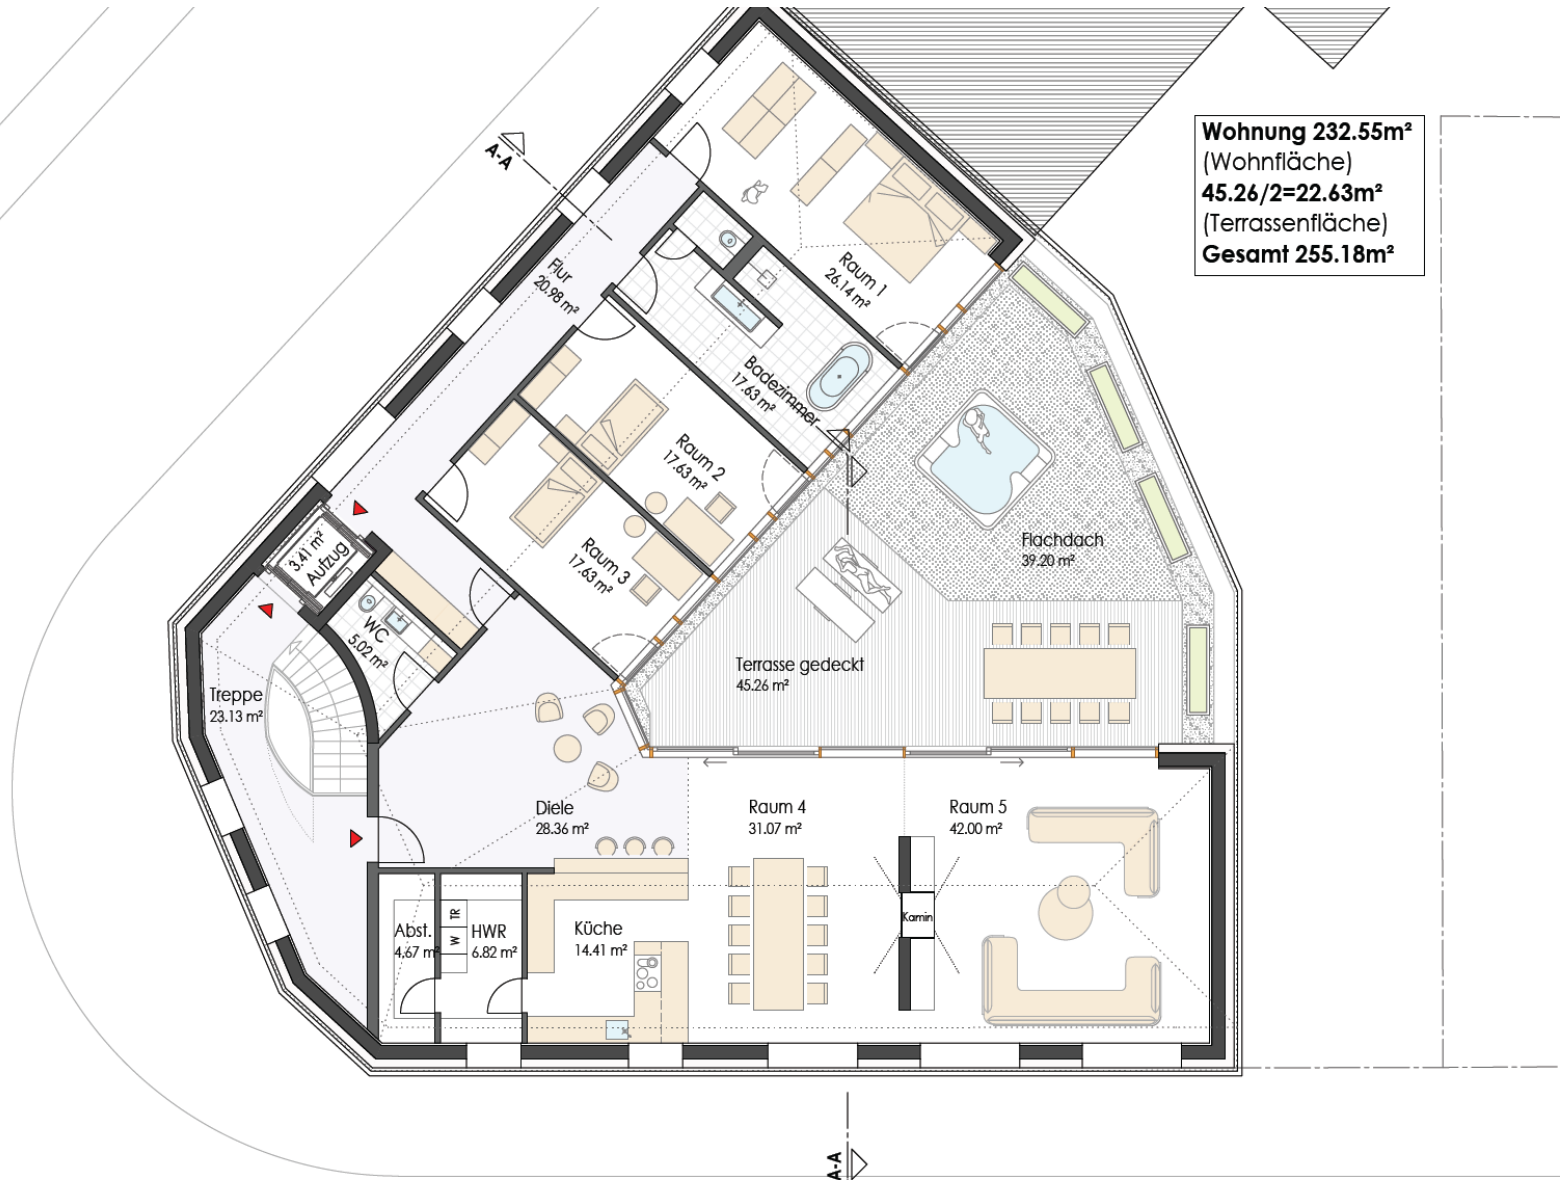 Wohnung 232.55m²
(Wohnfläche)
45.26/2=22.63m²
(Terrassenfläche)
Gesamt 255.18m²
A-A
Raum 1
26.14 m²
Flur
20.98 m²
Badezimmer
17.63 m²
Raum 2
17.63 m²
Raum 3
17.63 m²
3.41 m²
Aufzug
WC
5.02 m²
Treppe
23.13 m²
Flachdach
39.20 m²
Terrasse gedeckt
45.26 m²
Diele
28.36 m²
Raum 4
31.07 m²
Raum 5
42.00 m²
Kamin
Abst.
4.67 m²
TR
W
HWR
6.82 m²
Küche
14.41 m²
A-A